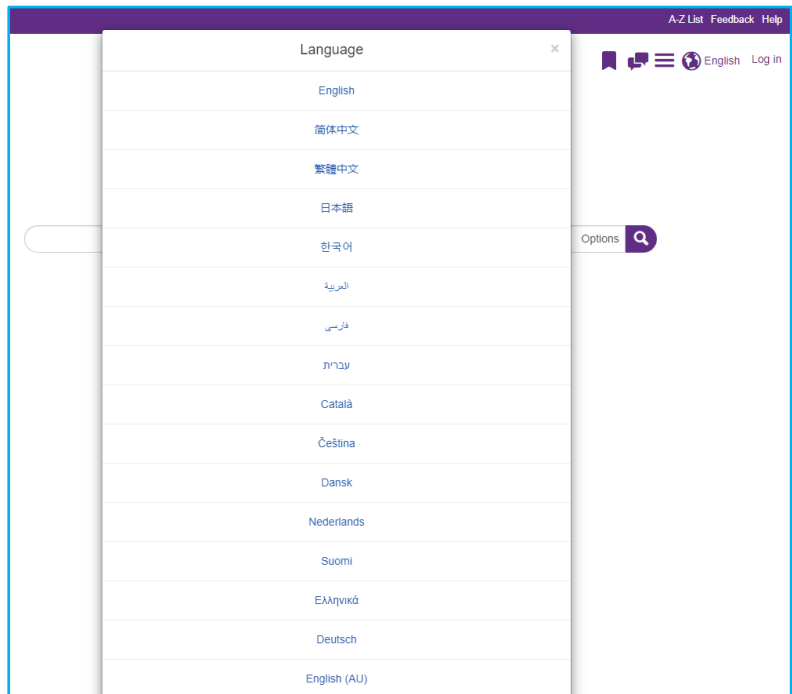 A-Z List Feedback Help
Language ×
English Log in
English
简体中文
繁體中文
日本語
한국어
العربية
فارسی
עברית
Català
Čeština
Dansk
Nederlands
Suomi
Ελληνικά
Deutsch
English (AU)
Options